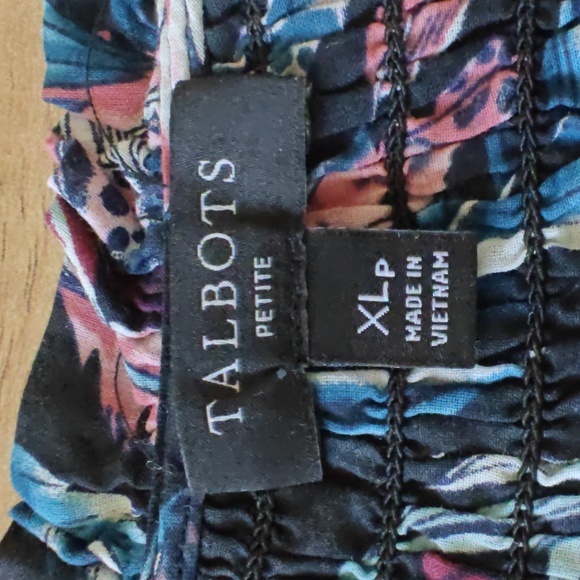 TALBOTS
PETITE
XLP
MADE IN
VIETNAM